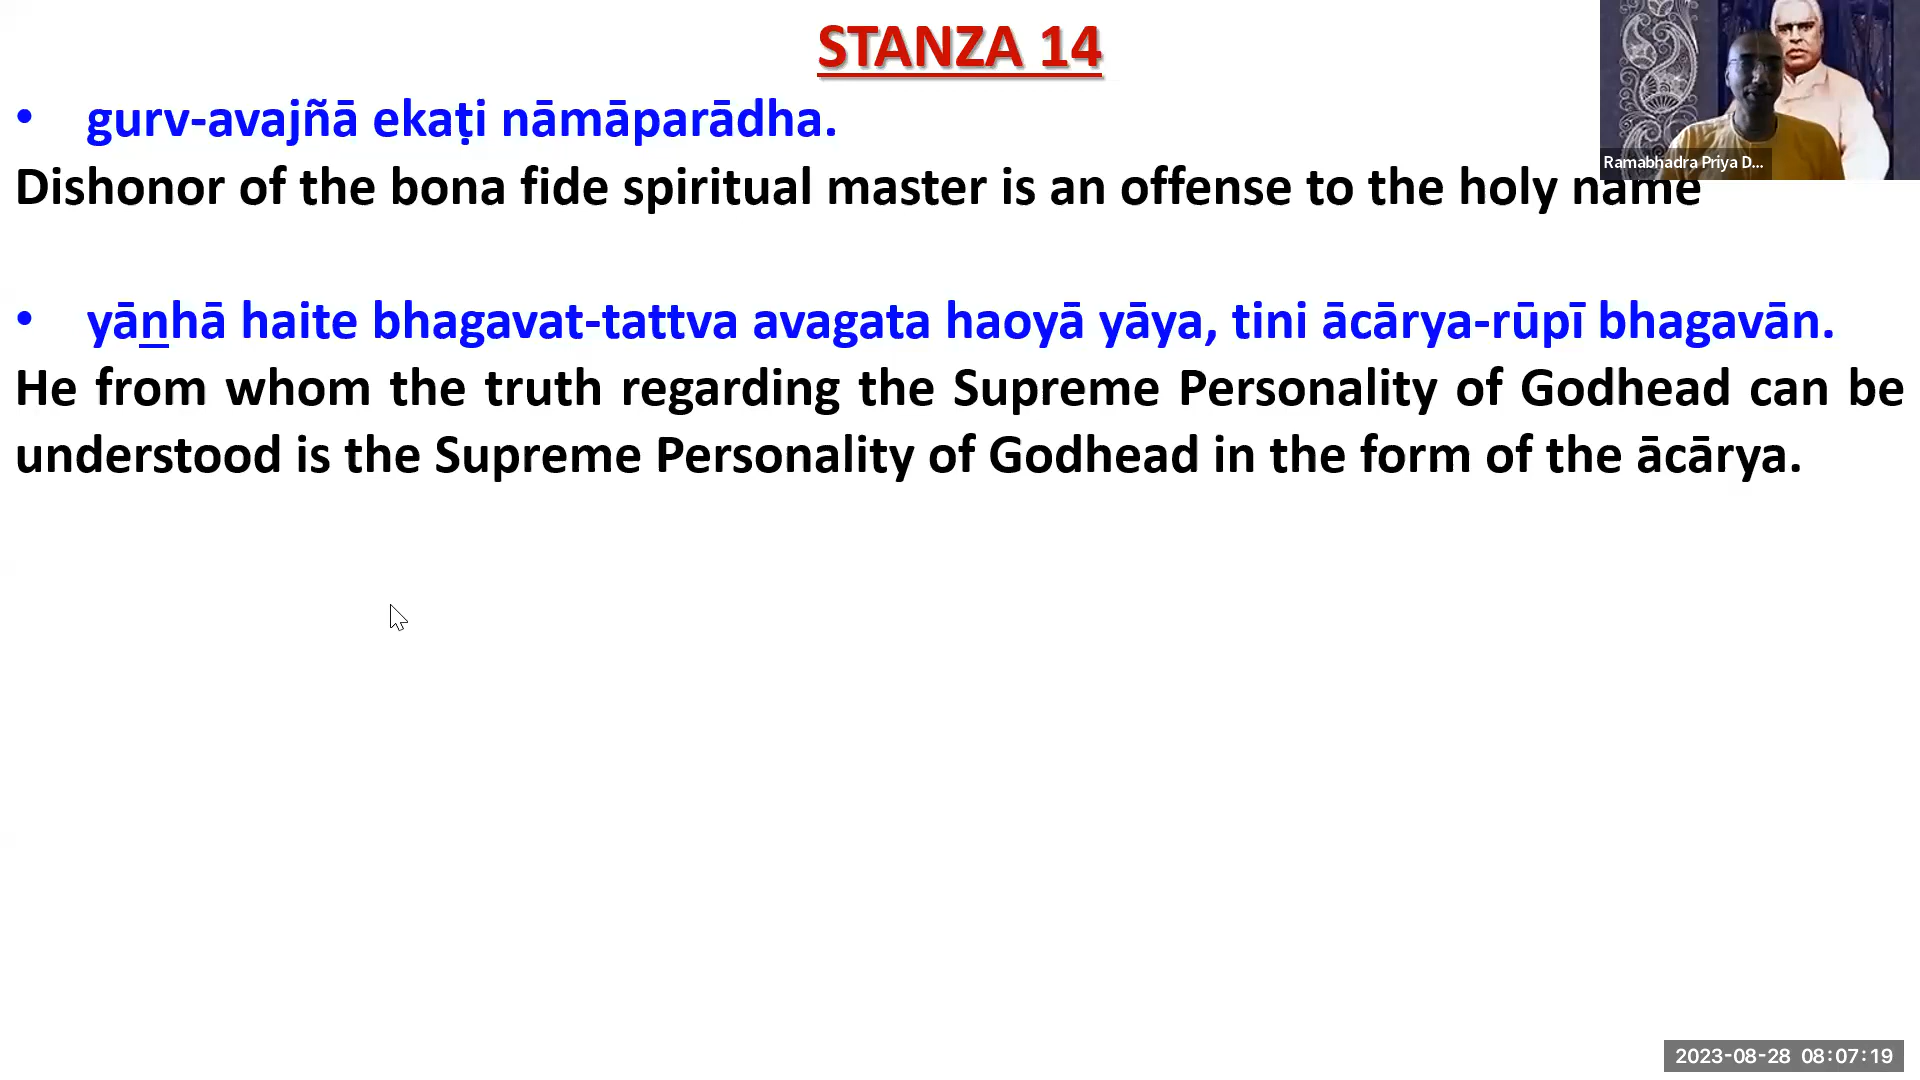 STANZA 14
• gurv-avajñā ekaṭi nāmāparādha.
Dishonor of the bona fide spiritual master is an offense to the holy name
• yān̲hā haite bhagavat-tattva avagata haoyā yāya, tini ācārya-rūpī bhagavān.
He from whom the truth regarding the Supreme Personality of Godhead can be
understood is the Supreme Personality of Godhead in the form of the ācārya.
Ramabhadra Priya D...
2023-08-28 08:07:19